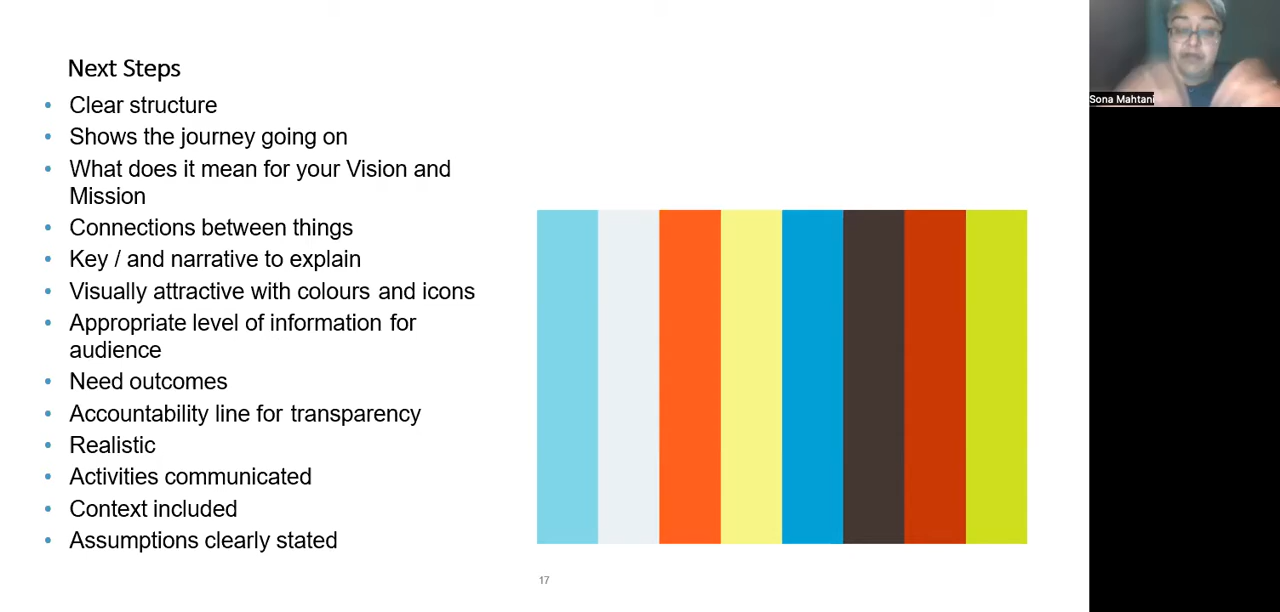 Next Steps
• Clear structure
• Shows the journey going on
• What does it mean for your Vision and
Mission
• Connections between things
• Key / and narrative to explain
• Visually attractive with colours and icons
• Appropriate level of information for
audience
• Need outcomes
• Accountability line for transparency
• Realistic
• Activities communicated
• Context included
• Assumptions clearly stated
17
Sona Mahtani